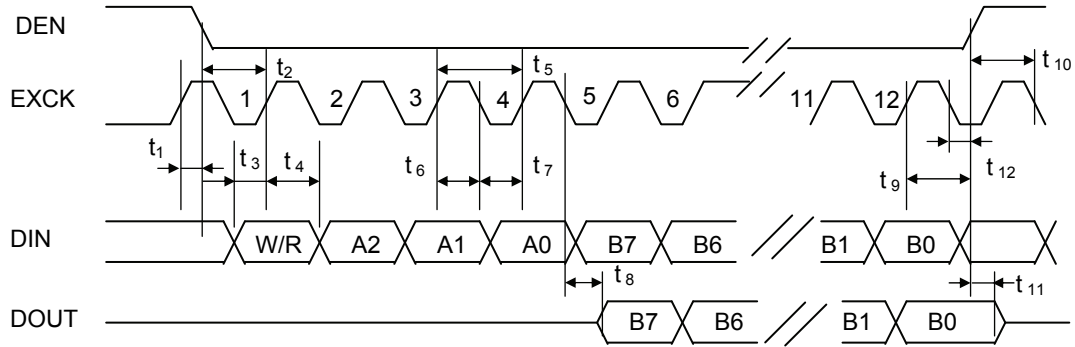 DEN
t2 t5 t10
EXCK 1 2 3 4 5 6 11 12
t1 t3 t4 t6 t7 t9 t12
DIN W/R A2 A1 A0 B7 B6 B1 B0
t8 t11
DOUT B7 B6 B1 B0